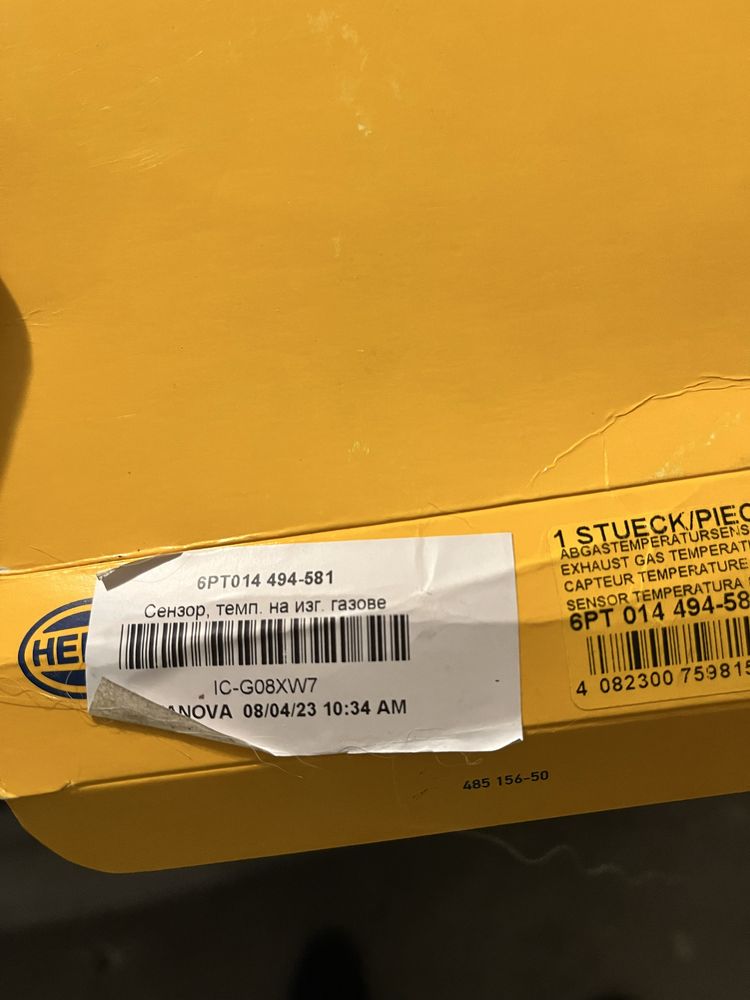 6PT014 494-581
Сензор, темп. на изг. газове
IC-G08XW7
ANOVA 08/04/23 10:34 AM
HE
1 STUECK/PIEC
ABGASTEMPERATURSENS
EXHAUST GAS TEMPERAT
CAPTEUR TEMPERATURE
SENSOR TEMPERATURA
6PT 014 494-58
4 082300 759815
485 156-50